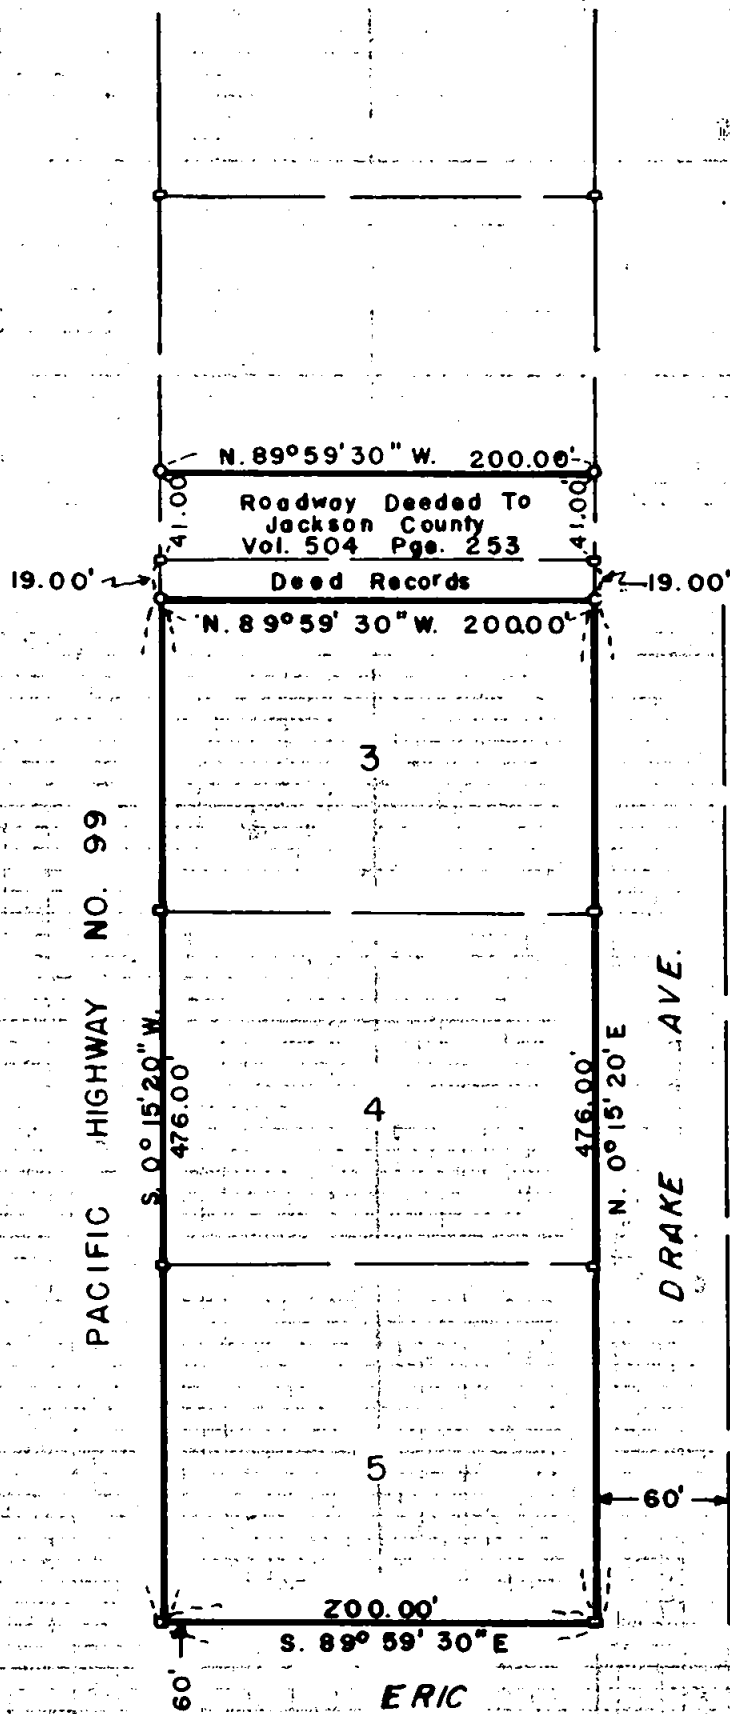 N. 89° 59' 30" W. 200.00'
41.00'
Roadway Deeded To
Jackson County
Vol. 504 Pge. 253
41.00'
19.00'
Deed Records
19.00'
N. 89° 59' 30" W. 200.00'
3
PACIFIC HIGHWAY NO. 99
S. 0° 15' 20" W.
476.00'
4
476.00'
N. 0° 15' 20' E
DRAKE AVE.
5
60'
200.00'
S. 89° 59' 30" E
60'
ERIC